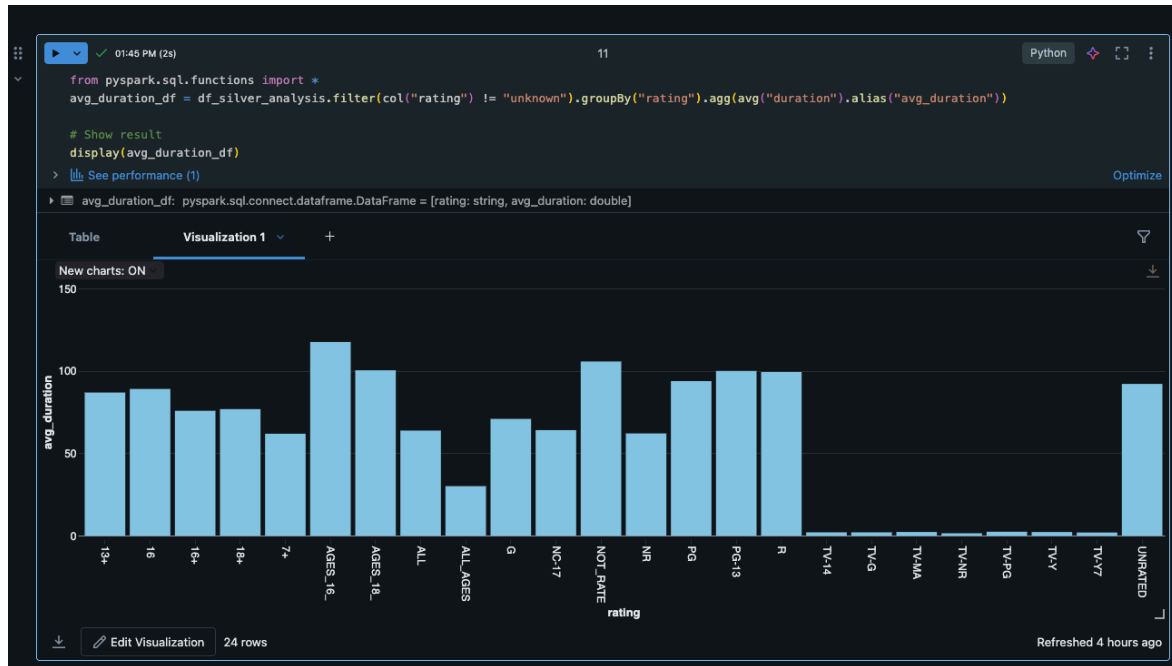 01:45 PM (2s)
11
Python
from pyspark.sql.functions import *
avg_duration_df = df_silver_analysis.filter(col("rating") != "unknown").groupBy("rating").agg(avg("duration").alias("avg_duration"))
# Show result
display(avg_duration_df)
See performance (1)
Optimize
avg_duration_df: pyspark.sql.connect.dataframe.DataFrame = [rating: string, avg_duration: double]
Table
Visualization 1
+
New charts: ON
150
100
50
0
avg_duration
13+
16
16+
18+
7+
AGES_16_
AGES_18_
ALL
ALL_AGES
G
NC-17
NOT_RATE
NR
PG
PG-13
R
TV-14
TV-G
TV-MA
TV-NR
TV-PG
TV-Y
TV-Y7
UNRATED
rating
Edit Visualization
24 rows
Refreshed 4 hours ago